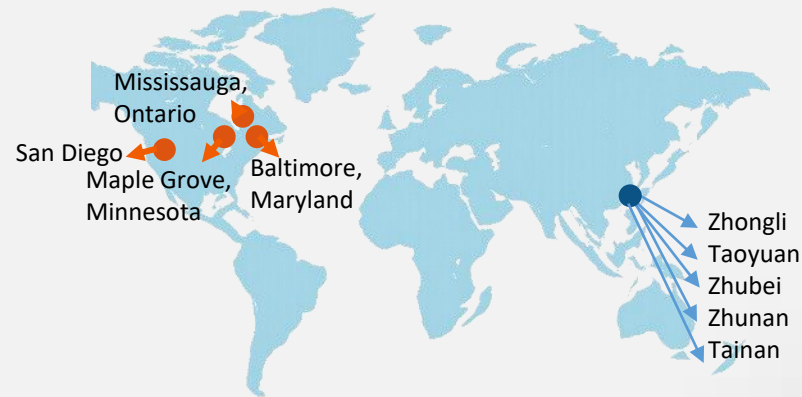 Mississauga,
Ontario
San Diego
Maple Grove,
Minnesota
Baltimore,
Maryland
Zhongli
Taoyuan
Zhubei
Zhunan
Tainan